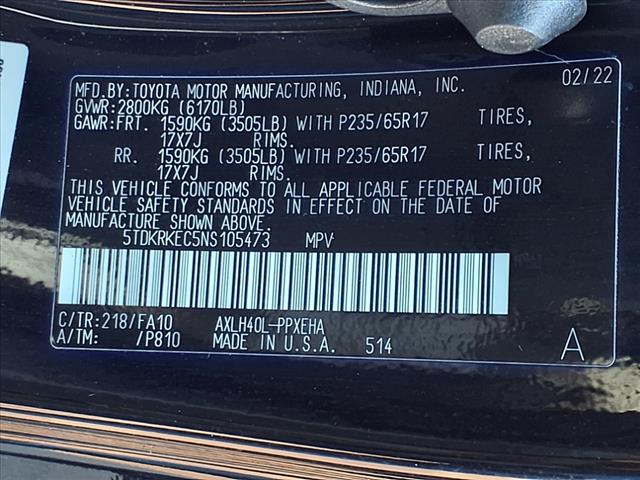 MFD.BY:TOYOTA MOTOR MANUFACTURING, INDIANA, INC. 02/22
GVWR:2800KG (6170LB)
GAWR:FRT. 1590KG (3505LB) WITH P235/65R17 TIRES,
17X7J RIMS.
RR. 1590KG (3505LB) WITH P235/65R17 TIRES,
17X7J RIMS.
THIS VEHICLE CONFORMS TO ALL APPLICABLE FEDERAL MOTOR
VEHICLE SAFETY STANDARDS IN EFFECT ON THE DATE OF
MANUFACTURE SHOWN ABOVE.
5TDKRKEC5NS105473 MPV
C/TR:218/FA10 AXLH40L-PPXEHA
A/TM: /P810 MADE IN U.S.A. 514 A